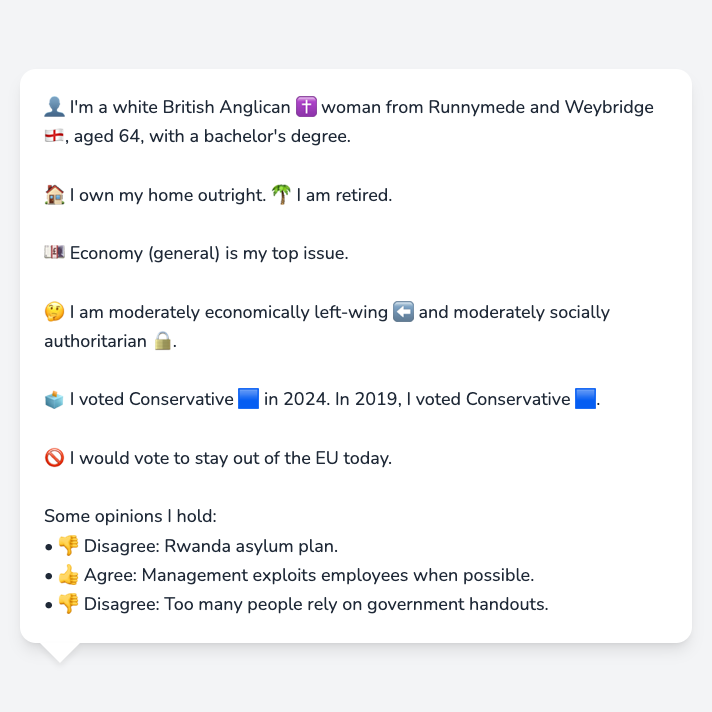 👤 I'm a white British Anglican ✝️ woman from Runnymede and Weybridge
🏴󠁧󠁢󠁥󠁮󠁧󠁿, aged 64, with a bachelor's degree.
🏠 I own my home outright. 🌴 I am retired.
💷 Economy (general) is my top issue.
🤔 I am moderately economically left-wing ⬅️ and moderately socially
authoritarian 🔒.
🗳️ I voted Conservative 🟦 in 2024. In 2019, I voted Conservative 🟦.
🚫 I would vote to stay out of the EU today.
Some opinions I hold:
• 👎 Disagree: Rwanda asylum plan.
• 👍 Agree: Management exploits employees when possible.
• 👎 Disagree: Too many people rely on government handouts.